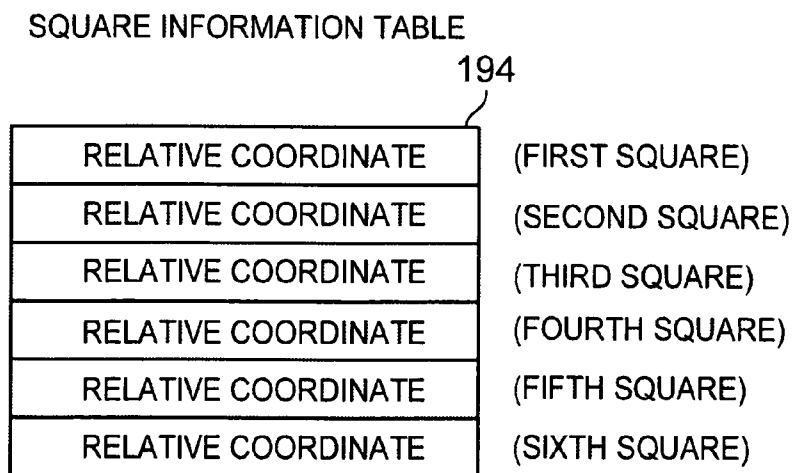 SQUARE INFORMATION TABLE
194
RELATIVE COORDINATE (FIRST SQUARE)
RELATIVE COORDINATE (SECOND SQUARE)
RELATIVE COORDINATE (THIRD SQUARE)
RELATIVE COORDINATE (FOURTH SQUARE)
RELATIVE COORDINATE (FIFTH SQUARE)
RELATIVE COORDINATE (SIXTH SQUARE)